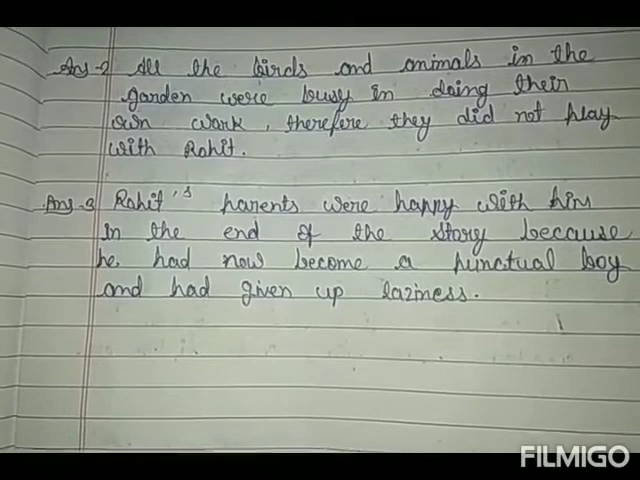 Ans-2 All the birds and animals in the
garden were busy in doing their
own work, therefore they did not play
with Rohit.
Ans-3 Rohit's parents were happy with him
in the end of the story because
he had now become a punctual boy
and had given up laziness.
FILMIGO